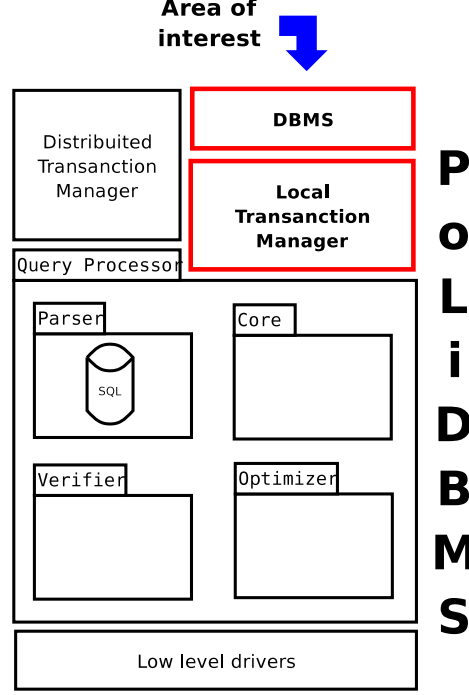 Area of
interest
DBMS
Distribuited
Transanction
Manager
Local
Transanction
Manager
Query Processor
Parser
Core
SQL
Verifier
Optimizer
Low level drivers
P
o
L
i
D
B
M
S